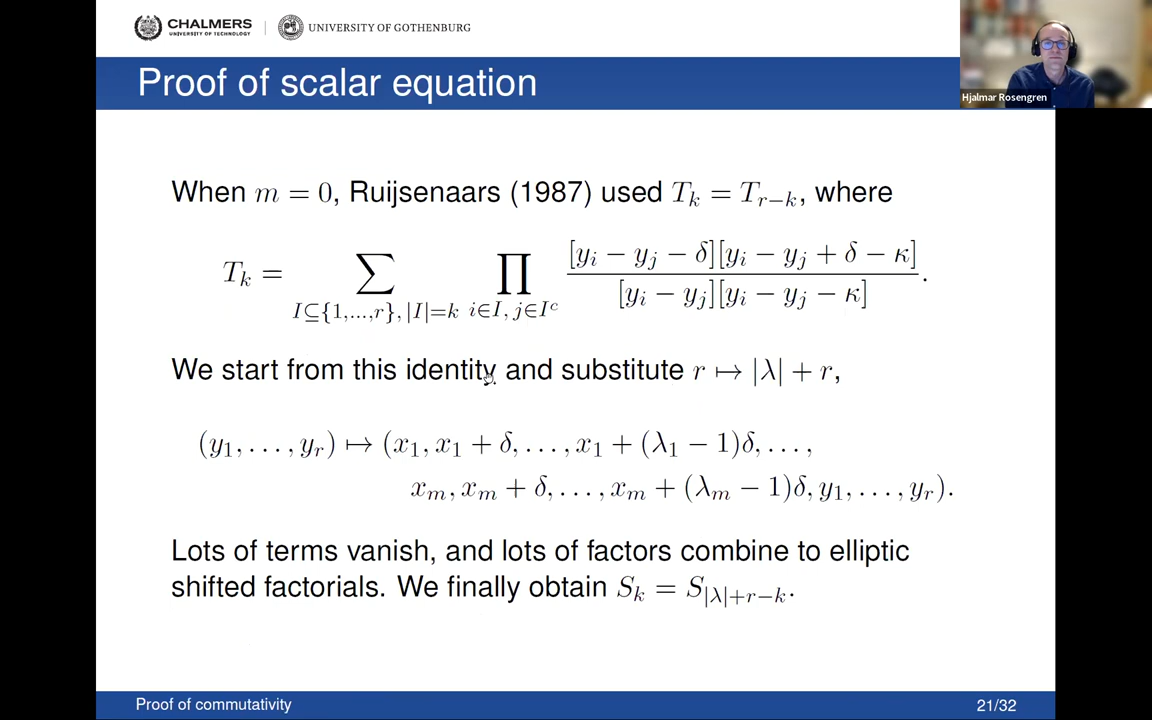 CHALMERS
UNIVERSITY OF TECHNOLOGY
UNIVERSITY OF GOTHENBURG
Hjalmar Rosengren
Proof of scalar equation
When m = 0, Ruijsenaars (1987) used T_k = T_{r−k}, where
T_k = ∑_{I⊆{1,...,r}, |I|=k} ∏_{i∈I, j∈I^c} \frac{[y_i − y_j − δ][y_i − y_j + δ − κ]}{[y_i − y_j][y_i − y_j − κ]}.
We start from this identity and substitute r ↦ |λ| + r,
(y_1, . . . , y_r) ↦ (x_1, x_1 + δ, . . . , x_1 + (λ_1 − 1)δ, . . . ,
x_m, x_m + δ, . . . , x_m + (λ_m − 1)δ, y_1, . . . , y_r).
Lots of terms vanish, and lots of factors combine to elliptic
shifted factorials. We finally obtain S_k = S_{|λ|+r−k}.
Proof of commutativity
21/32